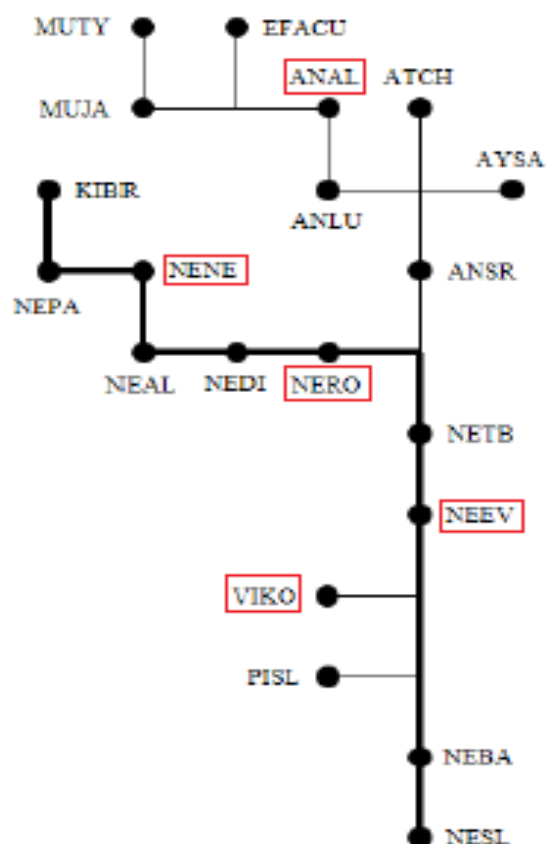 MUTY
EFACU
MUJA
ANAL
ATCH
AYSA
KIBR
ANLU
NENE
ANSR
NEPA
NEAL
NEDI
NERO
NETB
NEEV
VIKO
PISL
NEBA
NESL